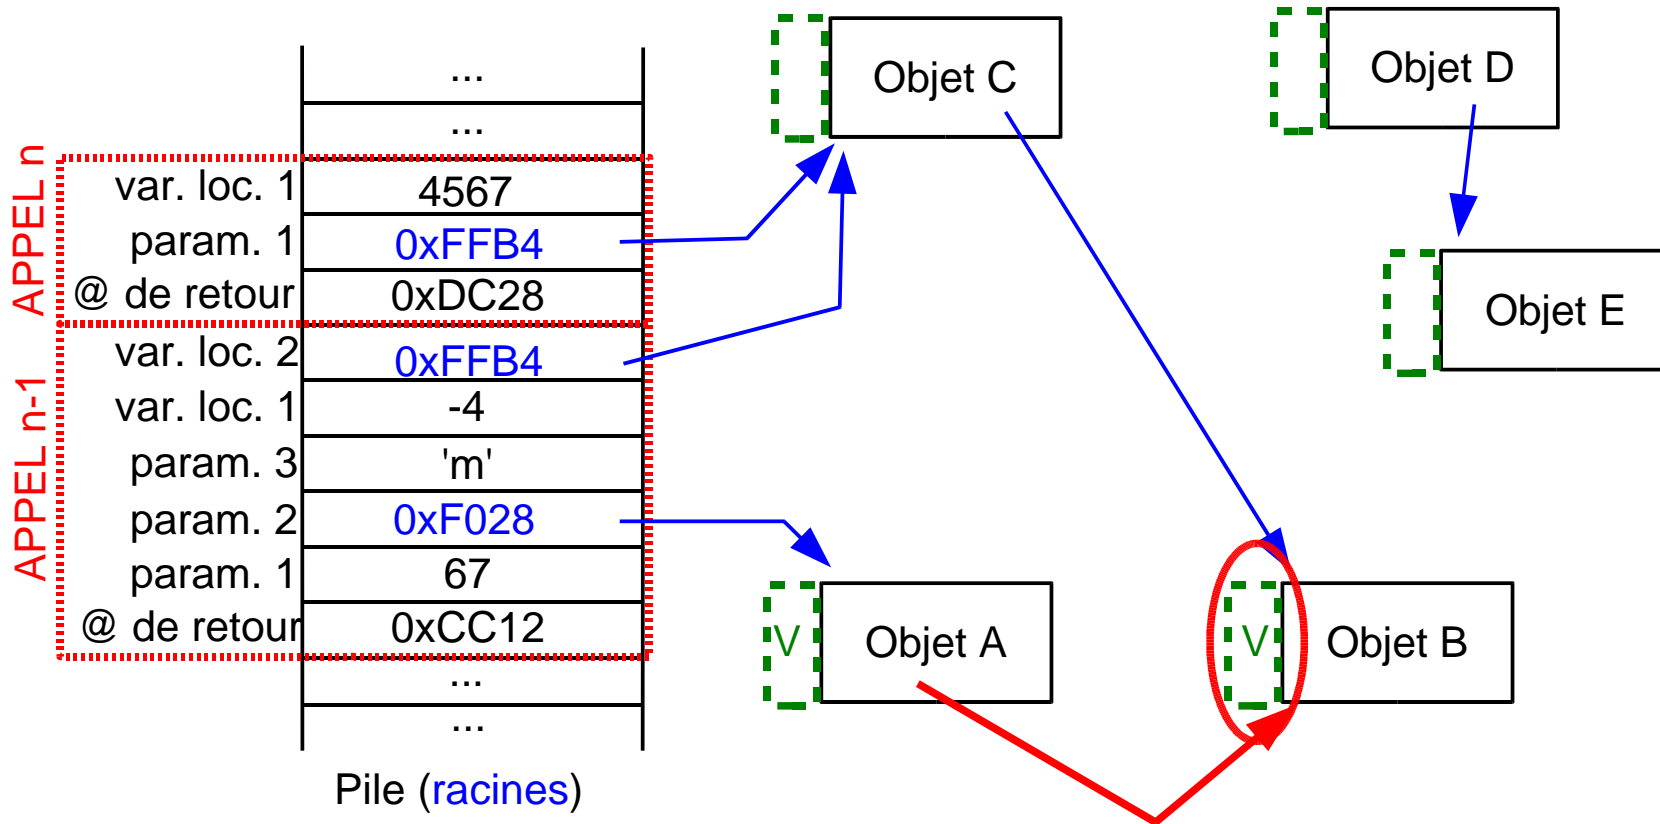 ...
...
APPEL n
var. loc. 1 4567
param. 1 0xFFB4
@ de retour 0xDC28
APPEL n-1
var. loc. 2 0xFFB4
var. loc. 1 -4
param. 3 'm'
param. 2 0xF028
param. 1 67
@ de retour 0xCC12
...
...
Pile (racines)
Objet C
Objet D
Objet E
V Objet A
V Objet B